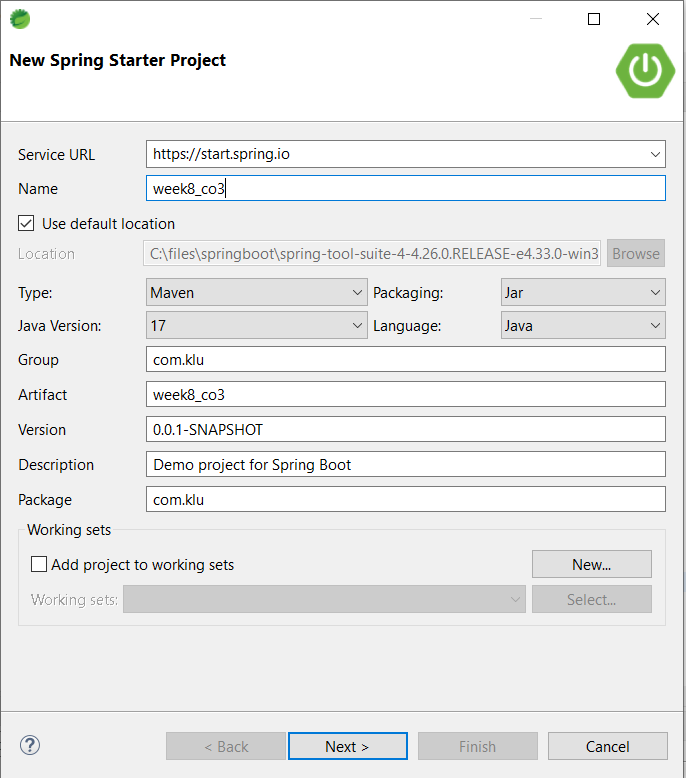 New Spring Starter Project
Service URL https://start.spring.io
Name week8_co3
Use default location
Location C:\files\springboot\spring-tool-suite-4-4.26.0.RELEASE-e4.33.0-win3 Browse
Type: Maven Packaging: Jar
Java Version: 17 Language: Java
Group com.klu
Artifact week8_co3
Version 0.0.1-SNAPSHOT
Description Demo project for Spring Boot
Package com.klu
Working sets
Add project to working sets New...
Working sets: Select...
? < Back Next > Finish Cancel